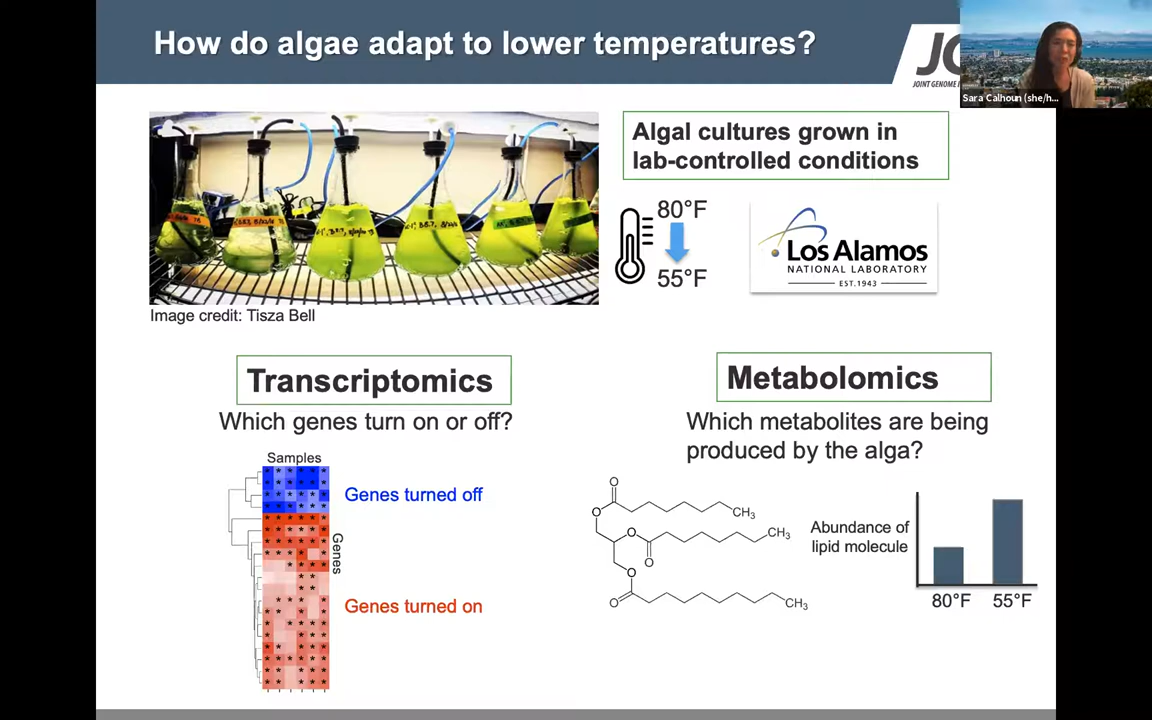 How do algae adapt to lower temperatures?
JOINT GENOME
Sara Calhoun (she/h...
Algal cultures grown in
lab-controlled conditions
80°F
55°F
Los Alamos
NATIONAL LABORATORY
EST.1943
Image credit: Tisza Bell
Transcriptomics
Which genes turn on or off?
Samples
Genes turned off
Genes
Genes turned on
Metabolomics
Which metabolites are being
produced by the alga?
O
O
CH3
O
CH3
O
O
O
CH3
Abundance of
lipid molecule
80°F
55°F